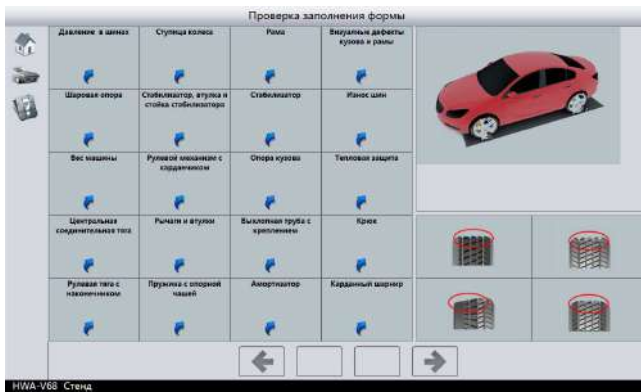 Проверка заполнения формы
Давление в шинах
Ступица колеса
Рама
Визуальные дефекты
кузова и рамы
Шаровая опора
Стабилизатор, втулка и
стойка стабилизатора
Стабилизатор
Износ шин
Вес машины
Рулевой механизм с
карданчиком
Опора кузова
Тепловая защита
Центральная
соединительная тяга
Рычаги и втулки
Выхлопная труба с
креплением
Крюк
Рулевая тяга с
наконечником
Пружина с опорной
чашей
Амортизатор
Карданный шарнир
HWA-V68 Стенд